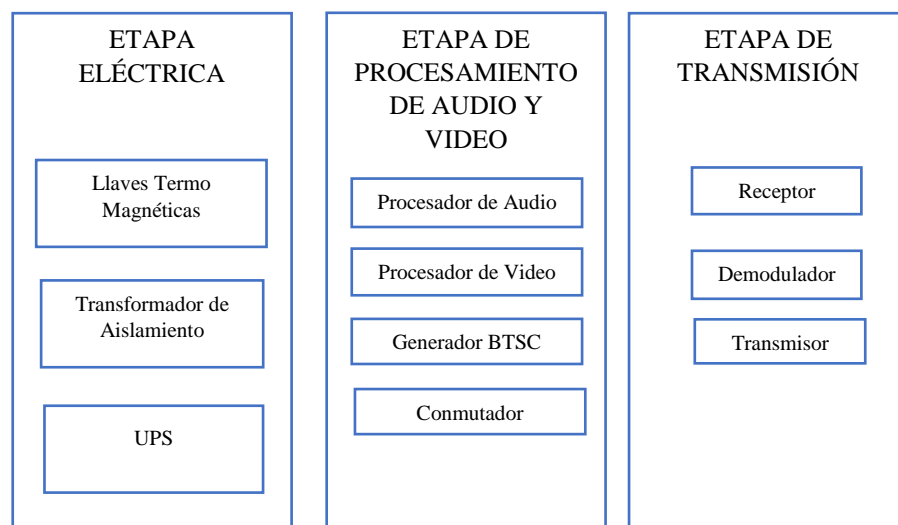 ETAPA
ELÉCTRICA
Llaves Termo
Magnéticas
Transformador de
Aislamiento
UPS
ETAPA DE
PROCESAMIENTO
DE AUDIO Y
VIDEO
Procesador de Audio
Procesador de Video
Generador BTSC
Conmutador
ETAPA DE
TRANSMISIÓN
Receptor
Demodulador
Transmisor